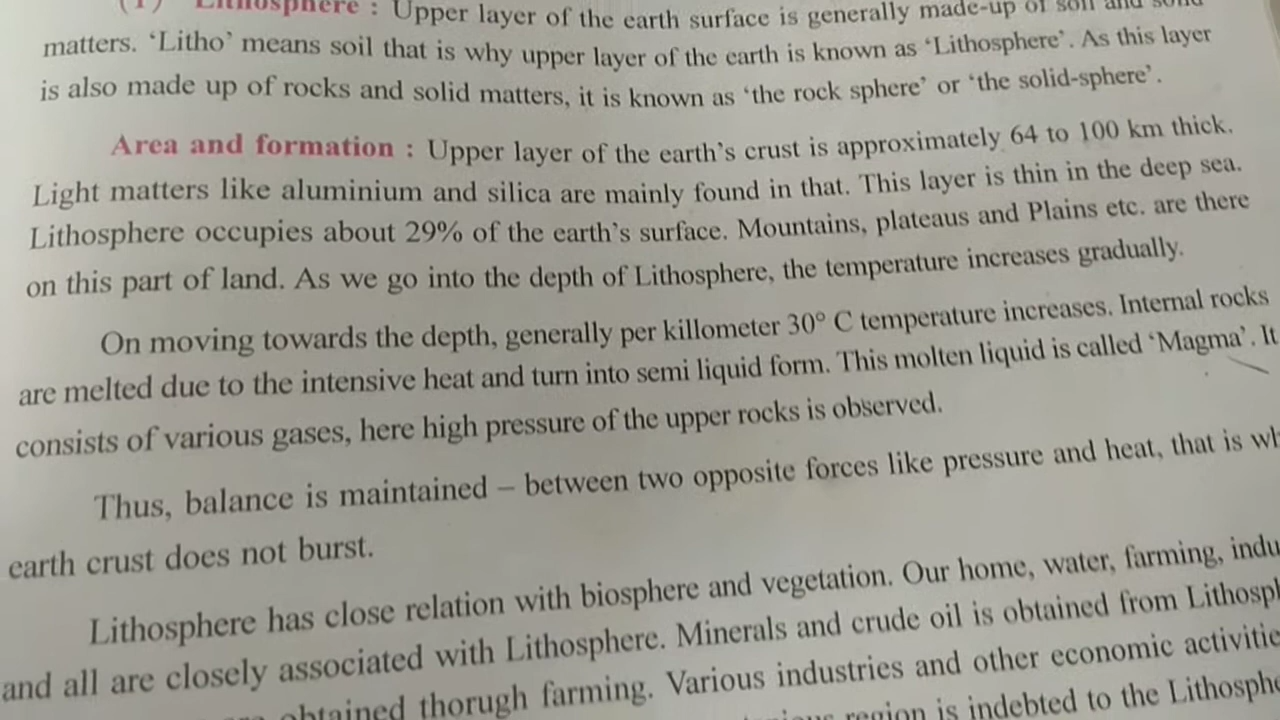 (1) Lithosphere : Upper layer of the earth surface is generally made-up of soil and solid
matters. ‘Litho’ means soil that is why upper layer of the earth is known as ‘Lithosphere’. As this layer
is also made up of rocks and solid matters, it is known as ‘the rock sphere’ or ‘the solid-sphere’.
Area and formation : Upper layer of the earth’s crust is approximately 64 to 100 km thick.
Light matters like aluminium and silica are mainly found in that. This layer is thin in the deep sea.
Lithosphere occupies about 29% of the earth’s surface. Mountains, plateaus and Plains etc. are there
on this part of land. As we go into the depth of Lithosphere, the temperature increases gradually.
On moving towards the depth, generally per killometer 30° C temperature increases. Internal rocks
are melted due to the intensive heat and turn into semi liquid form. This molten liquid is called ‘Magma’. It
consists of various gases, here high pressure of the upper rocks is observed.
Thus, balance is maintained – between two opposite forces like pressure and heat, that is wh
earth crust does not burst.
Lithosphere has close relation with biosphere and vegetation. Our home, water, farming, indu
and all are closely associated with Lithosphere. Minerals and crude oil is obtained from Lithosph
obtained thorugh farming. Various industries and other economic activitie
region is indebted to the Lithosphe